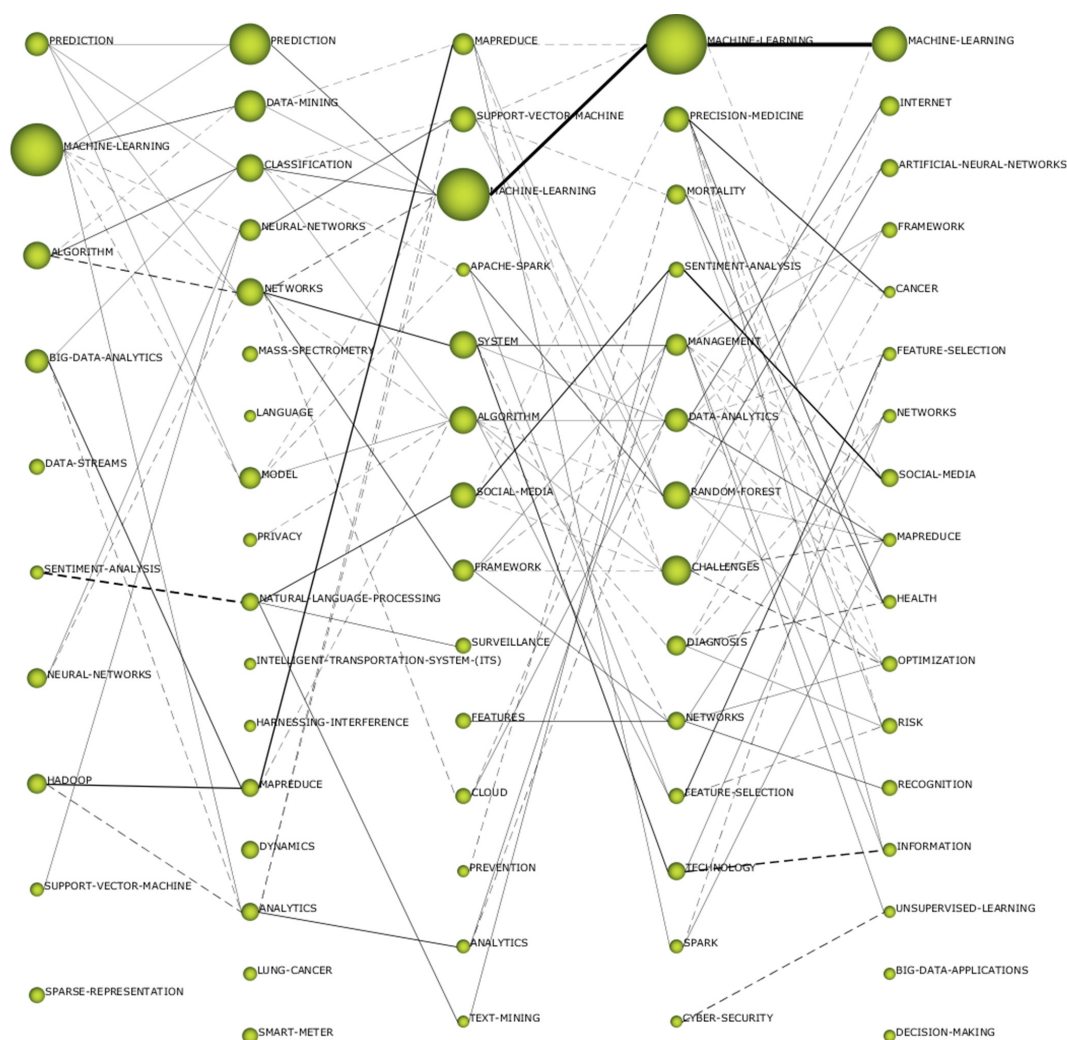 PREDICTION
MACHINE-LEARNING
ALGORITHM
BIG-DATA-ANALYTICS
DATA-STREAMS
SENTIMENT-ANALYSIS
NEURAL-NETWORKS
HADOOP
SUPPORT-VECTOR-MACHINE
SPARSE-REPRESENTATION
PREDICTION
DATA-MINING
CLASSIFICATION
NEURAL-NETWORKS
NETWORKS
MASS-SPECTROMETRY
LANGUAGE
MODEL
PRIVACY
NATURAL-LANGUAGE-PROCESSING
INTELLIGENT-TRANSPORTATION-SYSTEM-(ITS)
HARNESSING-INTERFERENCE
MAPREDUCE
DYNAMICS
ANALYTICS
LUNG-CANCER
SMART-METER
MAPREDUCE
SUPPORT-VECTOR-MACHINE
MACHINE-LEARNING
APACHE-SPARK
SYSTEM
ALGORITHM
SOCIAL-MEDIA
FRAMEWORK
SURVEILLANCE
FEATURES
CLOUD
PREVENTION
ANALYTICS
TEXT-MINING
MACHINE-LEARNING
PRECISION-MEDICINE
MORTALITY
SENTIMENT-ANALYSIS
MANAGEMENT
DATA-ANALYTICS
RANDOM-FOREST
CHALLENGES
DIAGNOSIS
NETWORKS
FEATURE-SELECTION
TECHNOLOGY
SPARK
CYBER-SECURITY
MACHINE-LEARNING
INTERNET
ARTIFICIAL-NEURAL-NETWORKS
FRAMEWORK
CANCER
FEATURE-SELECTION
NETWORKS
SOCIAL-MEDIA
MAPREDUCE
HEALTH
OPTIMIZATION
RISK
RECOGNITION
INFORMATION
UNSUPERVISED-LEARNING
BIG-DATA-APPLICATIONS
DECISION-MAKING